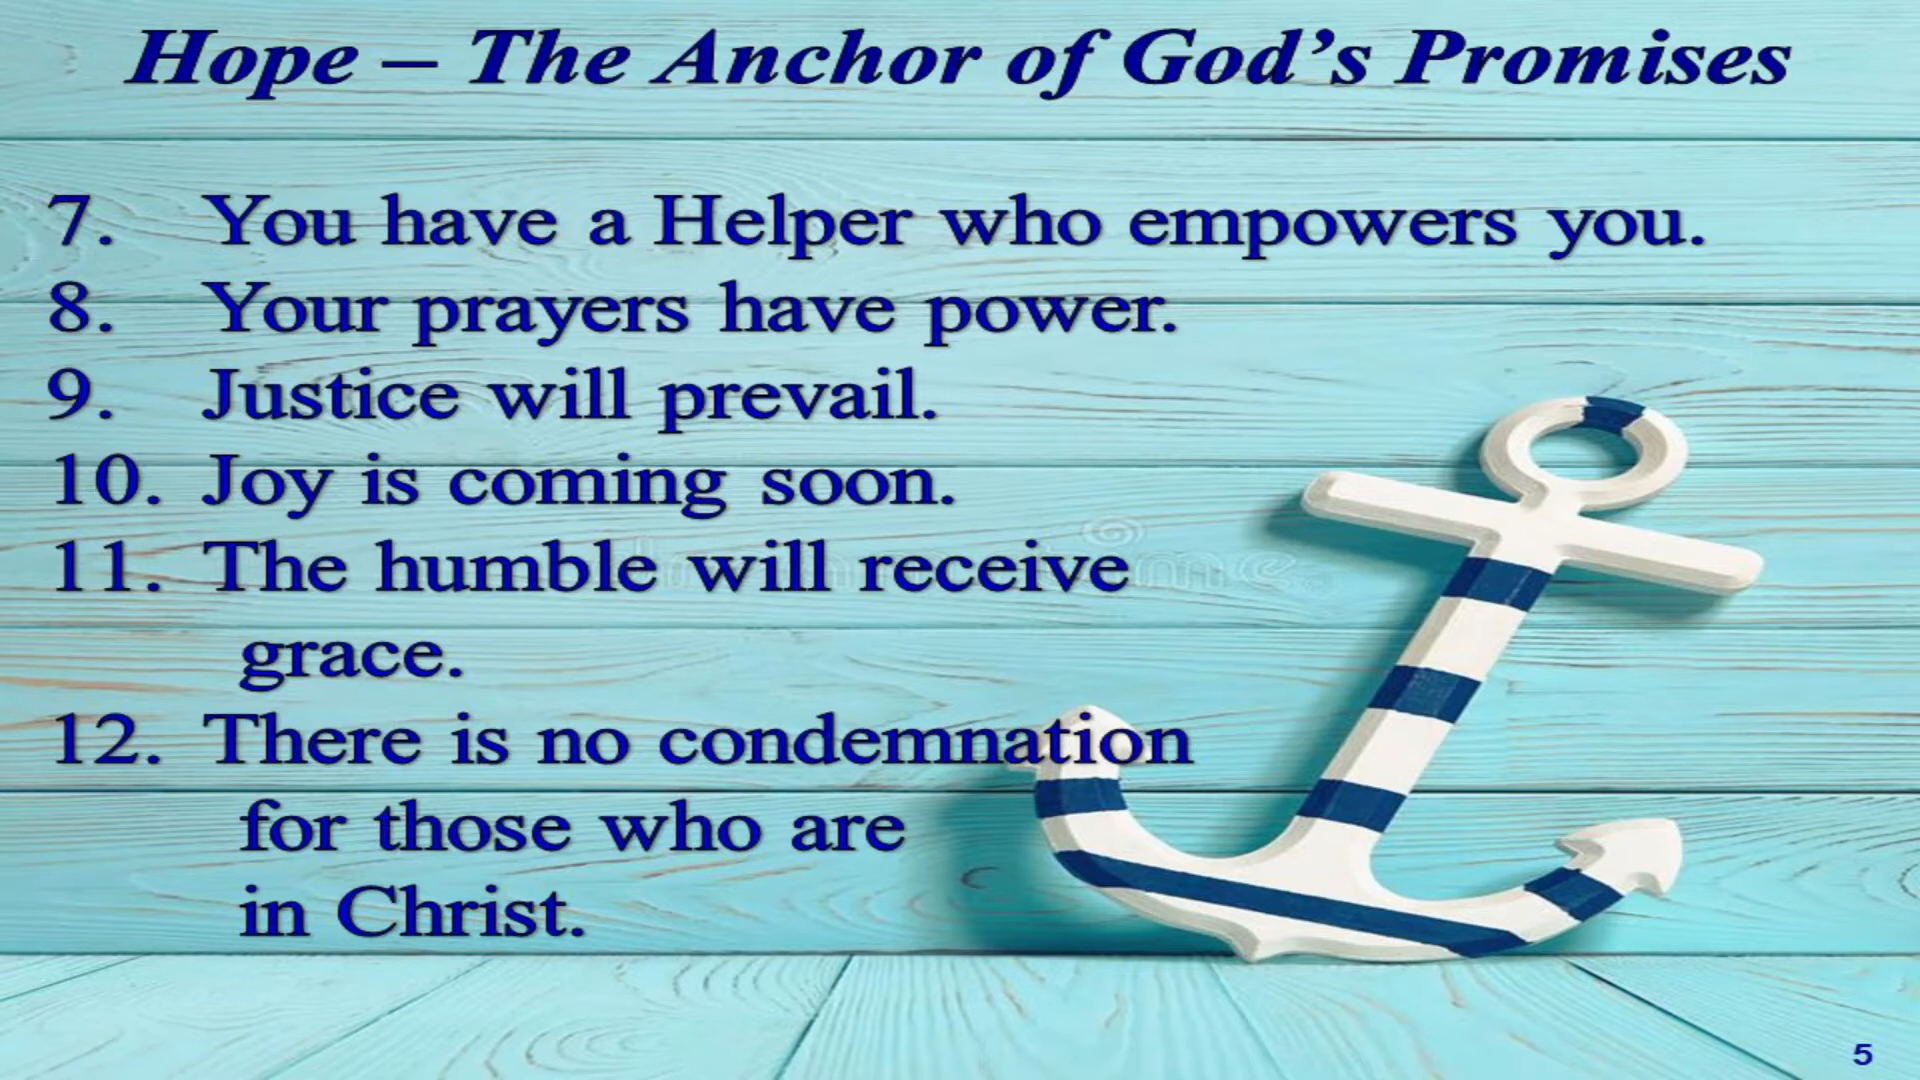 Hope – The Anchor of God's Promises
7. You have a Helper who empowers you.
8. Your prayers have power.
9. Justice will prevail.
10. Joy is coming soon.
11. The humble will receive
grace.
12. There is no condemnation
for those who are
in Christ.
5